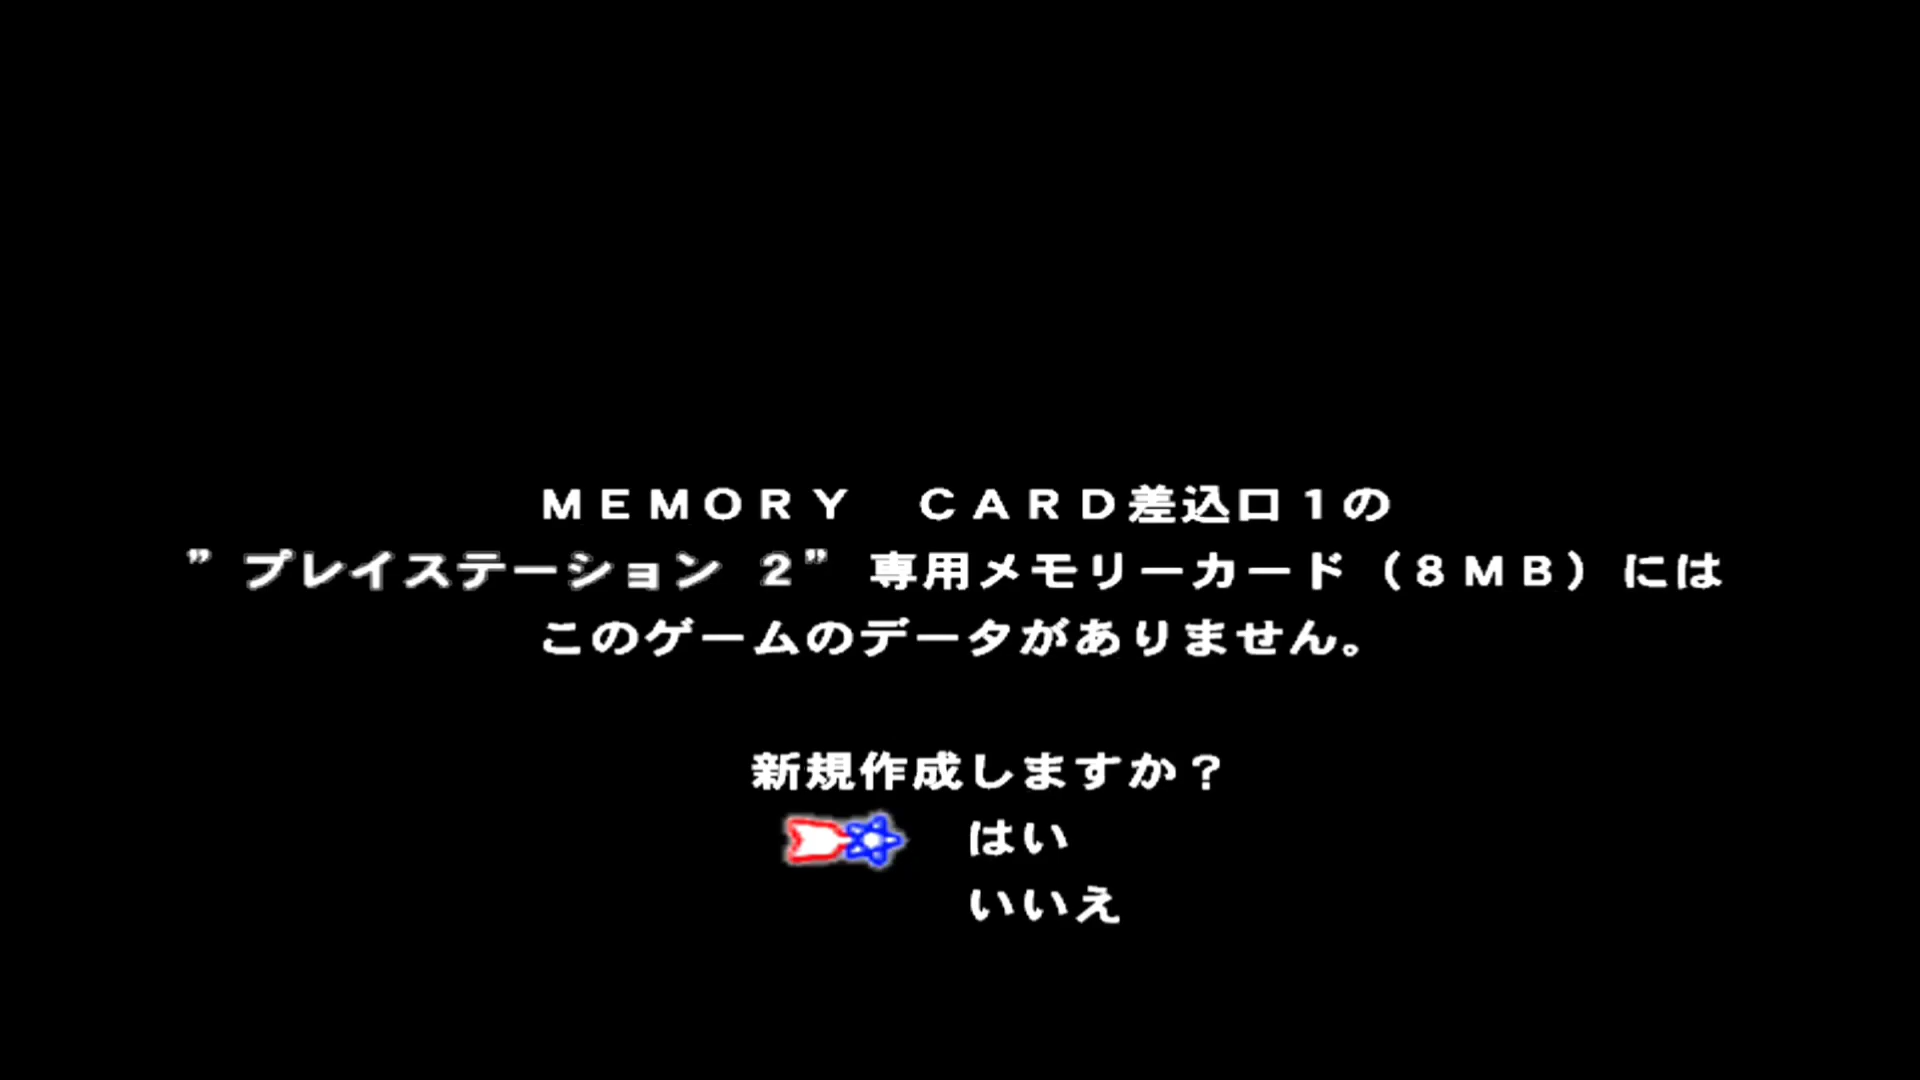 ＭＥＭＯＲＹ　ＣＡＲＤ差込口１の
”プレイステーション ２” 専用メモリーカード（８ＭＢ）には
このゲームのデータがありません。
新規作成しますか？
はい
いいえ